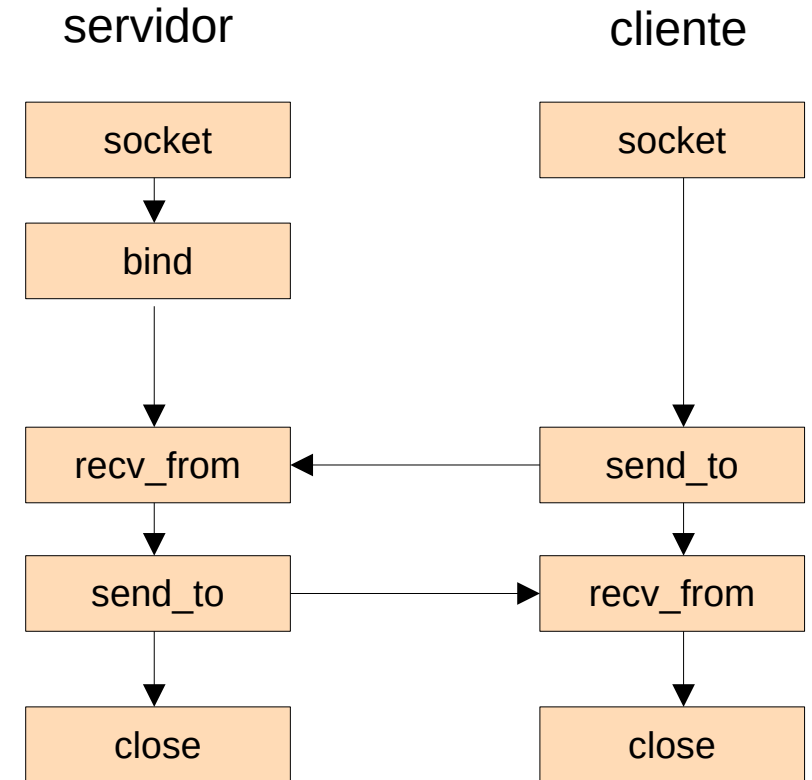 servidor
cliente
socket
socket
bind
recv_from
send_to
send_to
recv_from
close
close